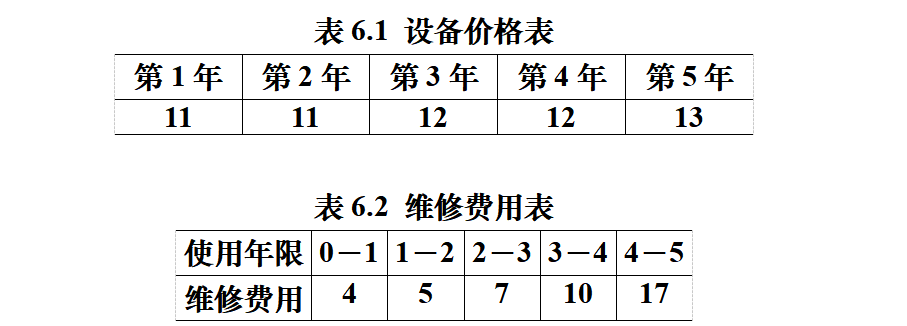 表 6.1 设备价格表
第 1 年 第 2 年 第 3 年 第 4 年 第 5 年
11 11 12 12 13
表 6.2 维修费用表
使用年限 0－1 1－2 2－3 3－4 4－5
维修费用 4 5 7 10 17